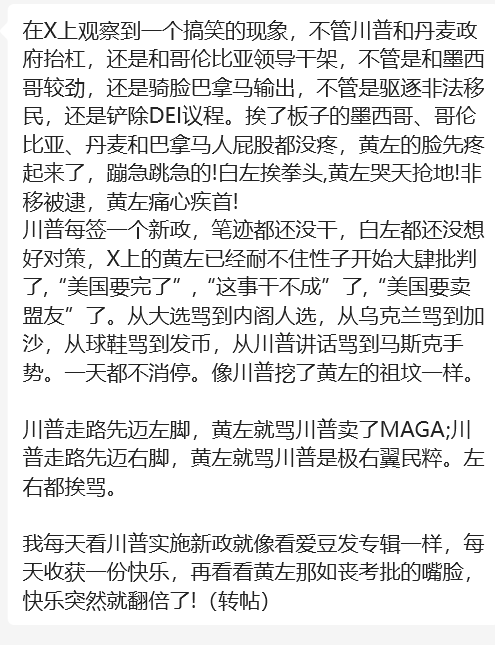 在X上观察到一个搞笑的现象，不管川普和丹麦政
府抬杠，还是和哥伦比亚领导干架，不管是和墨西
哥较劲，还是骑脸巴拿马输出，不管是驱逐非法移
民，还是铲除DEI议程。挨了板子的墨西哥、哥伦
比亚、丹麦和巴拿马人屁股都没疼，黄左的脸先疼
起来了，蹦高跳急的!白左挨拳头,黄左哭天抢地!非
移被逮，黄左痛心疾首!
川普每签一个新政，笔迹都还没干，白左都还没想
好对策，X上的黄左已经耐不住性子开始大肆批判
了,“美国要完了”,“这事干不成”了,“美国要卖
盟友”了。从大选骂到内阁人选，从乌克兰骂到加
沙，从球鞋骂到发币，从川普讲话骂到马斯克手
势。一天都不消停。像川普挖了黄左的祖坟一样。
川普走路先迈左脚，黄左就骂川普卖了MAGA;川
普走路先迈右脚，黄左就骂川普是极右翼民粹。左
右都挨骂。
我每天看川普实施新政就像看爱豆发专辑一样，每
天收获一份快乐，再看看黄左那如丧考批的嘴脸，
快乐突然就翻倍了!（转帖）